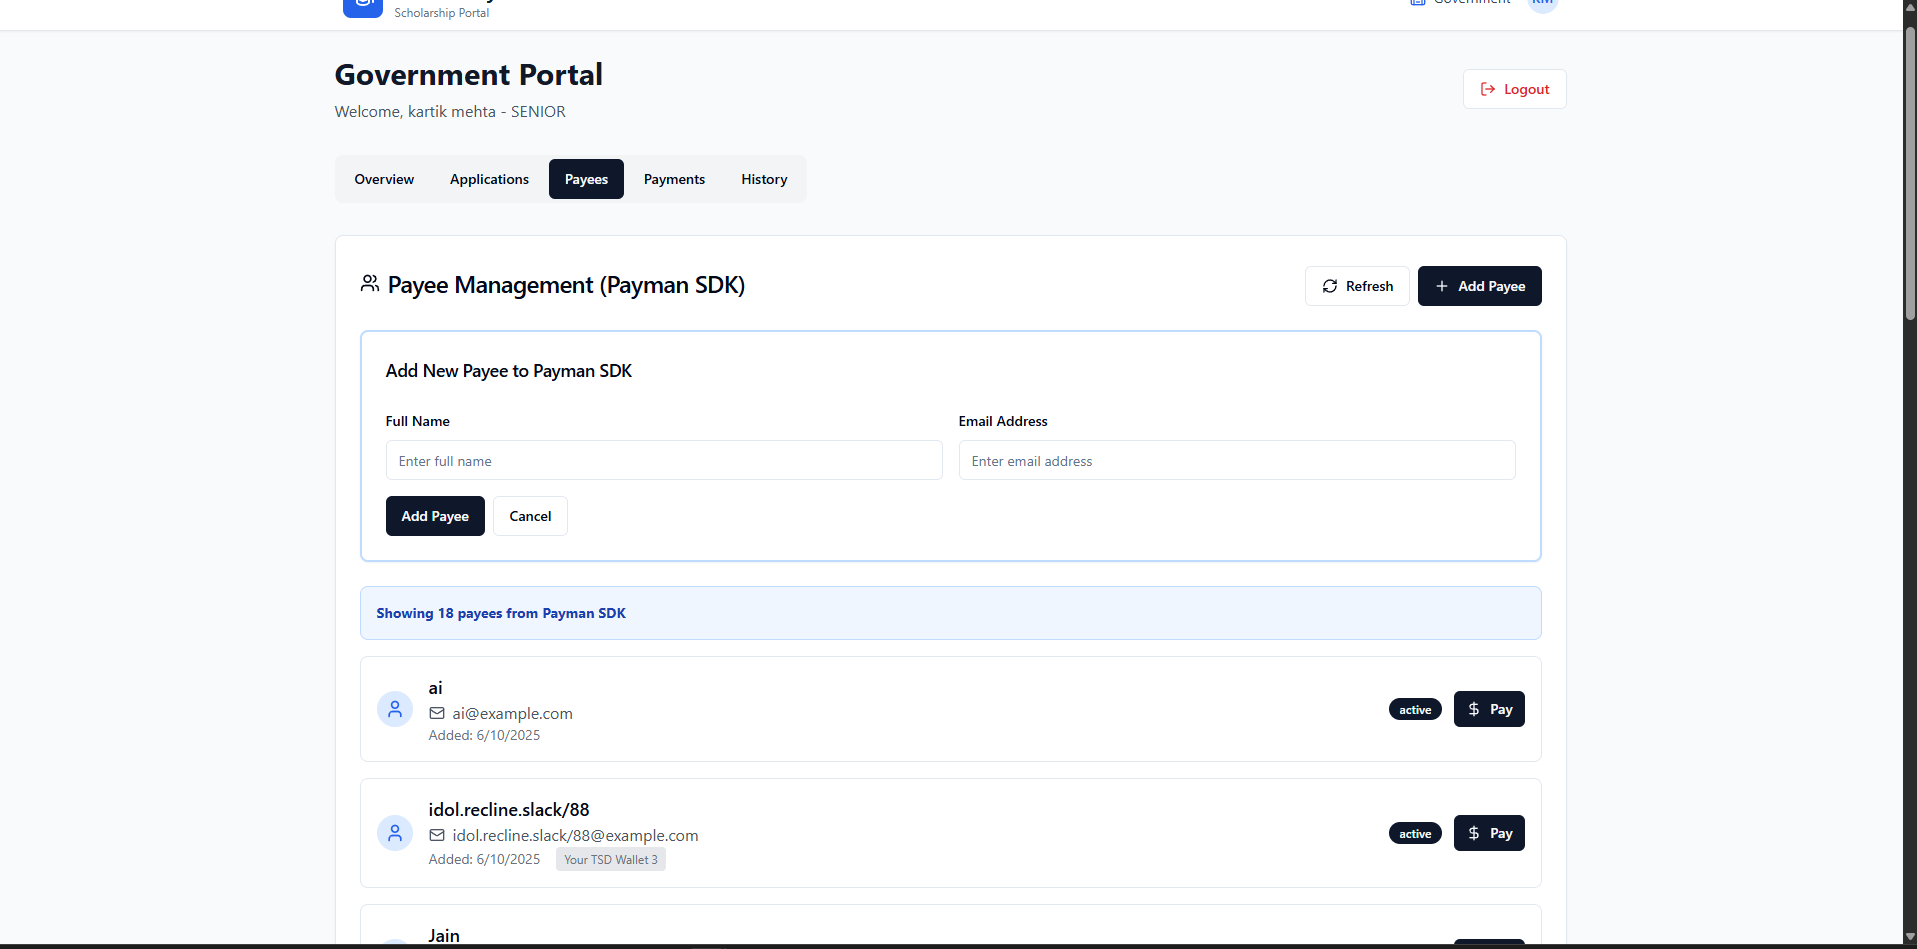 Scholarship Portal
Government
KM
Government Portal
Welcome, kartik mehta - SENIOR
Logout
Overview
Applications
Payees
Payments
History
Payee Management (Payman SDK)
Refresh
Add Payee
Add New Payee to Payman SDK
Full Name
Email Address
Enter full name
Enter email address
Add Payee
Cancel
Showing 18 payees from Payman SDK
ai
ai@example.com
Added: 6/10/2025
active
Pay
idol.recline.slack/88
idol.recline.slack/88@example.com
Added: 6/10/2025
Your TSD Wallet 3
active
Pay
Jain